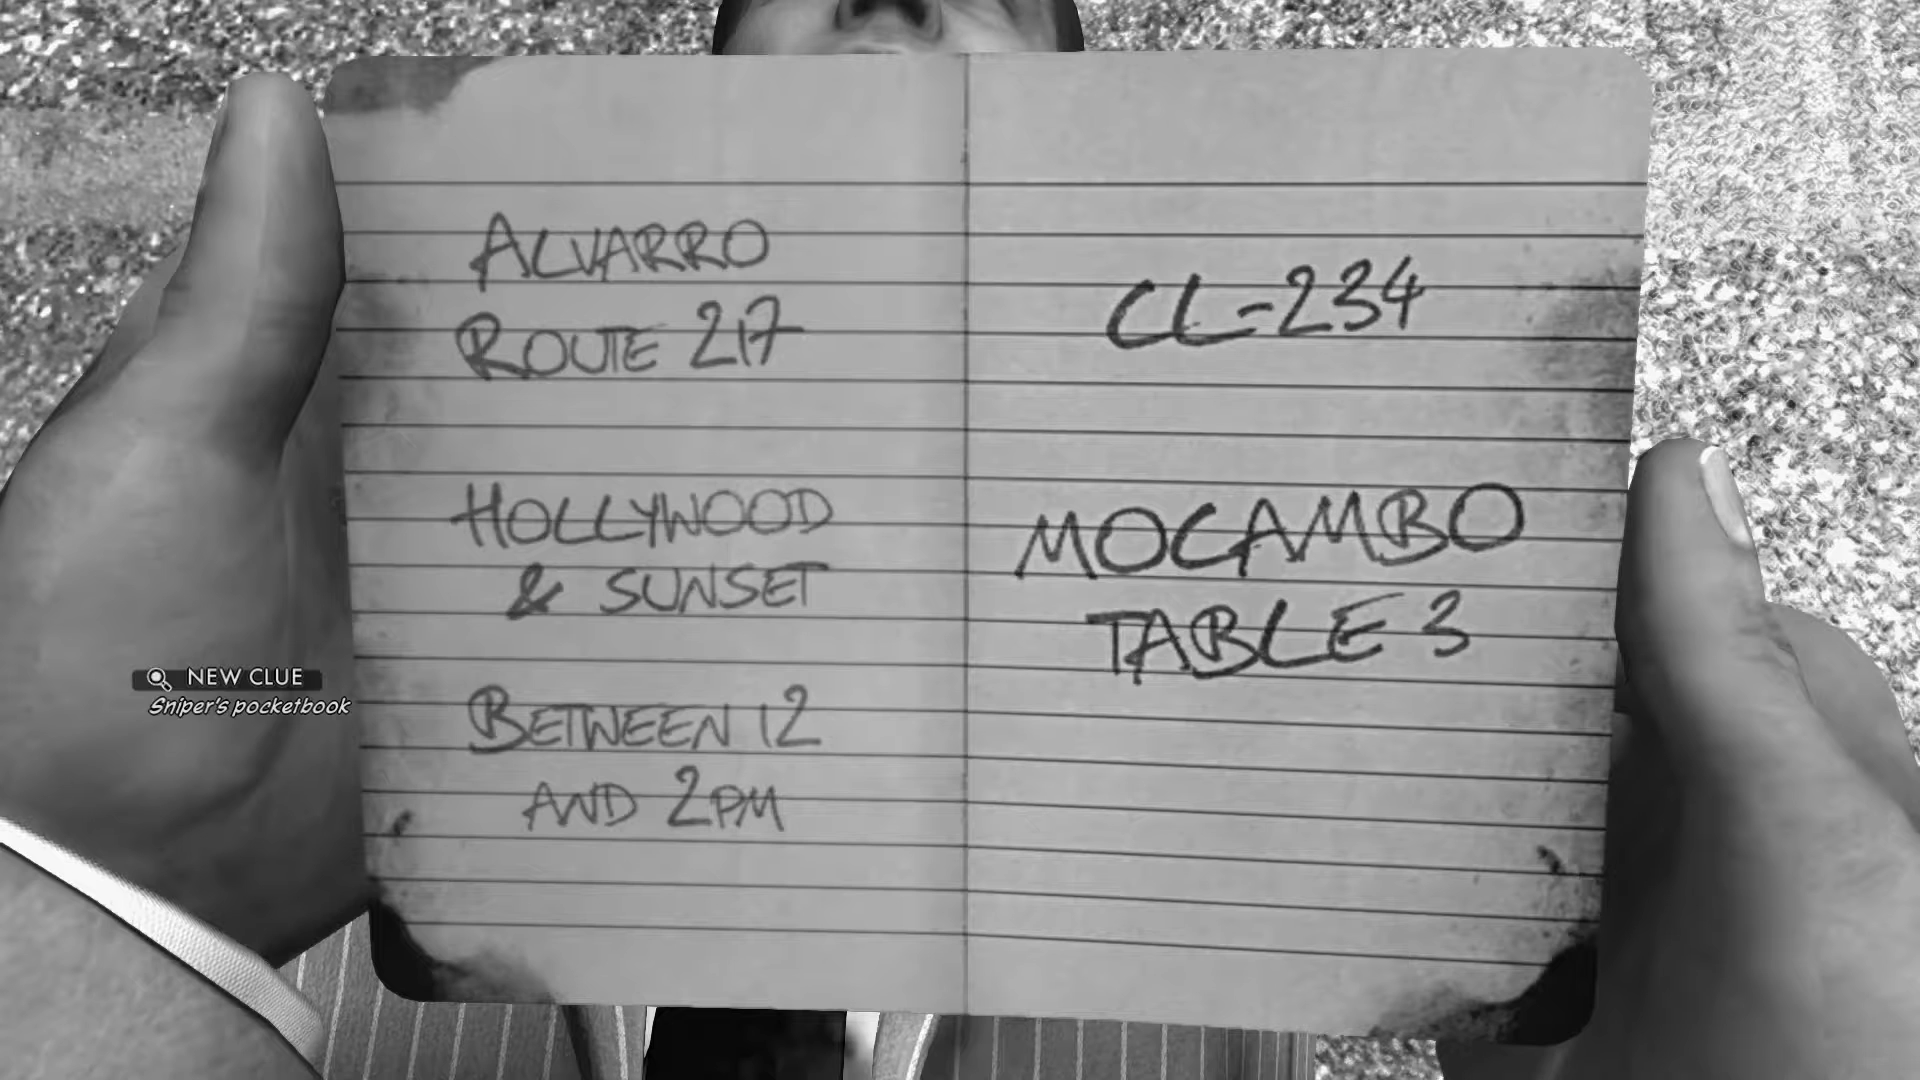 ALVARRO
ROUTE 217
HOLLYWOOD
& SUNSET
BETWEEN 12
AND 2PM
CL-234
MOCAMBO
TABLE 3
NEW CLUE
Sniper's pocketbook